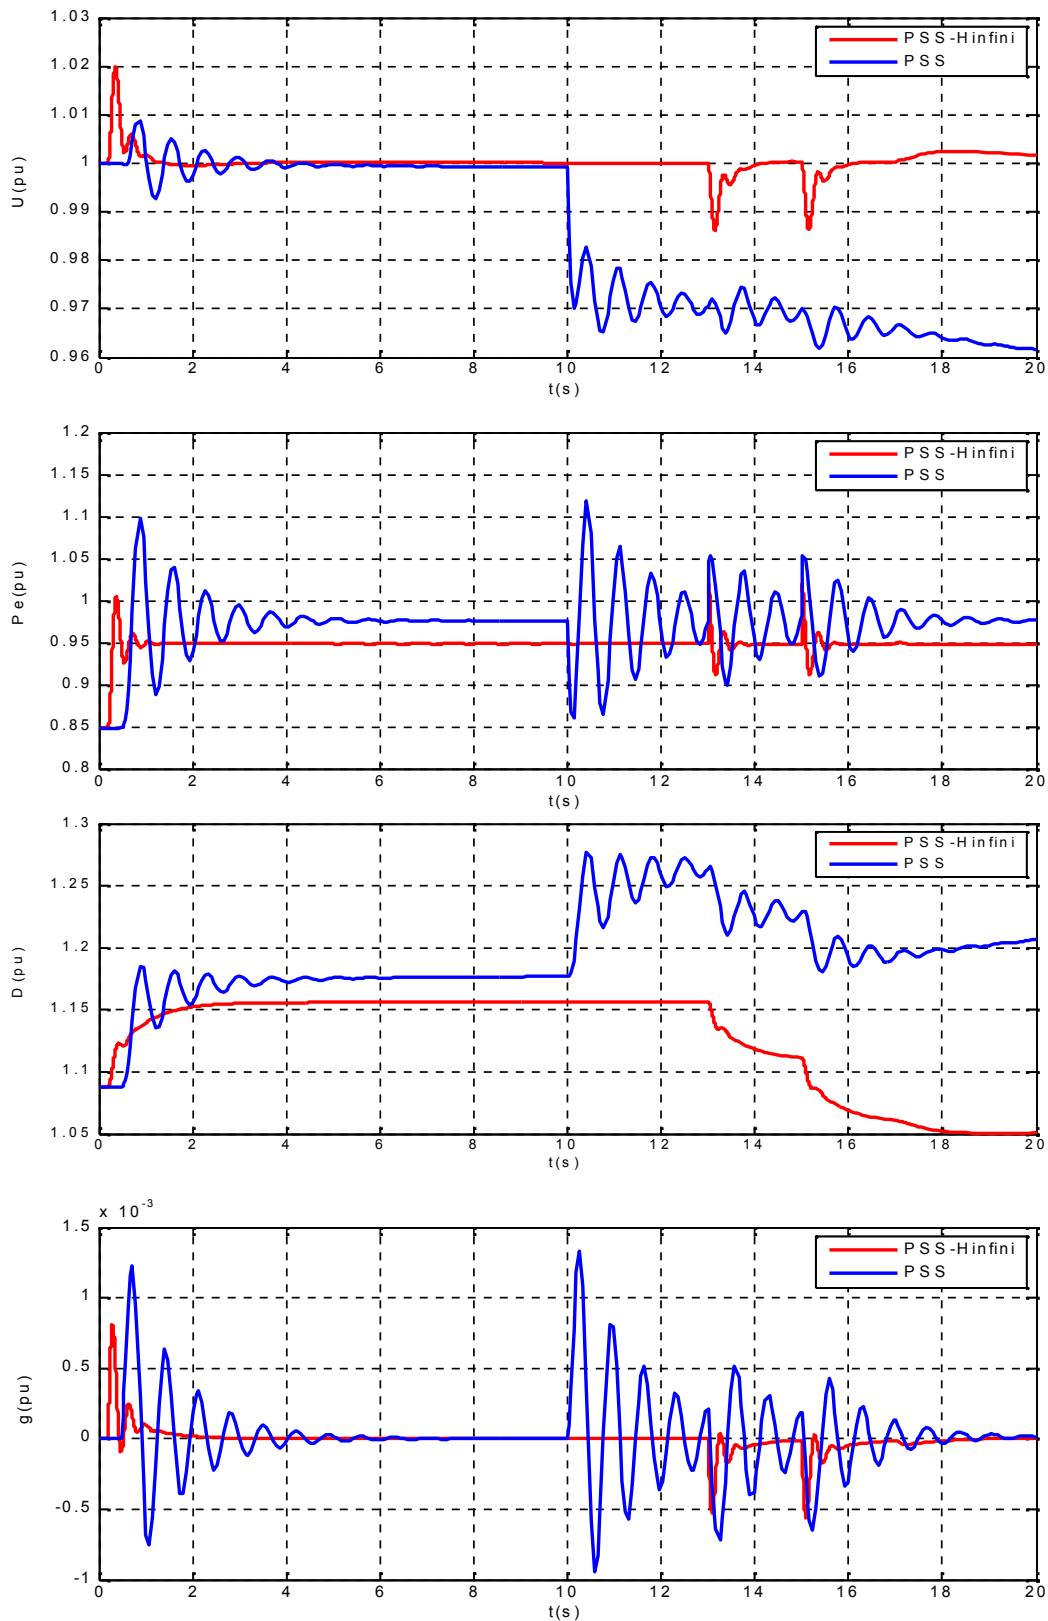 1.03
1.02
1.01
1
0.99
0.98
0.97
0.96
U(pu)
PSS-Hinfini
PSS
0 2 4 6 8 10 12 14 16 18 20
t(s)
1.2
1.15
1.1
1.05
1
0.95
0.9
0.85
0.8
Pe(pu)
PSS-Hinfini
PSS
0 2 4 6 8 10 12 14 16 18 20
t(s)
1.3
1.25
1.2
1.15
1.1
1.05
D(pu)
PSS-Hinfini
PSS
0 2 4 6 8 10 12 14 16 18 20
t(s)
x 10^-3
1.5
1
0.5
0
-0.5
-1
g(pu)
PSS-Hinfini
PSS
0 2 4 6 8 10 12 14 16 18 20
t(s)